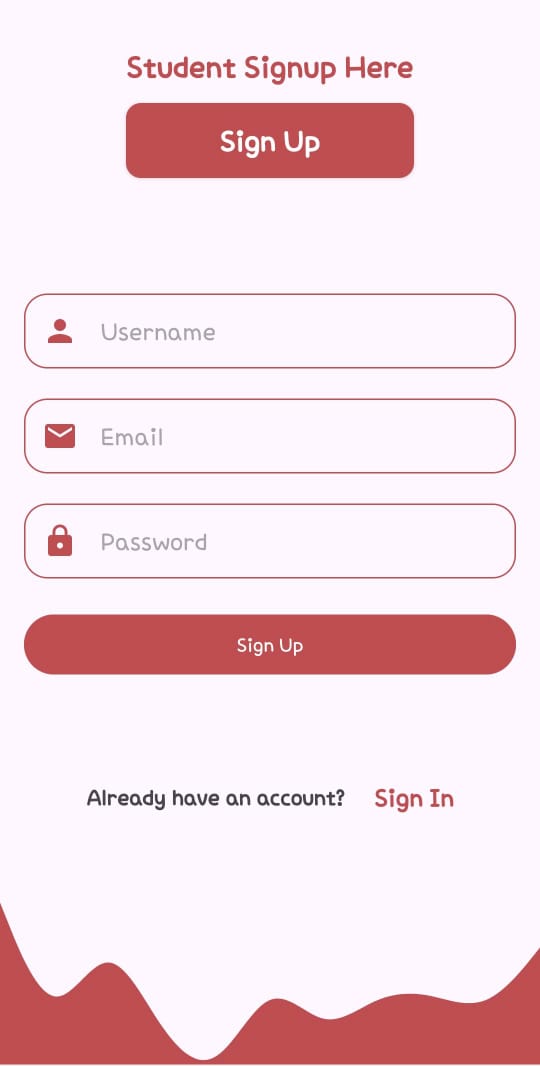 Student Signup Here
Sign Up
Username
Email
Password
Sign Up
Already have an account? Sign In